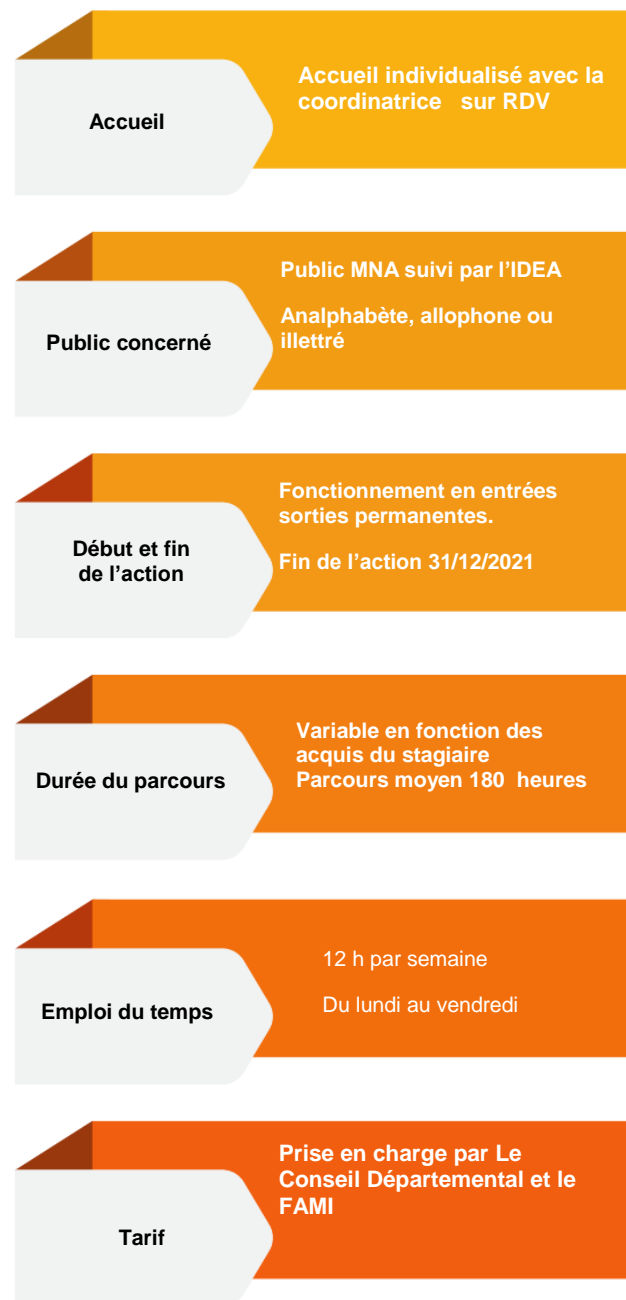 Accueil
Accueil individualisé avec la
coordinatrice sur RDV
Public concerné
Public MNA suivi par l'IDEA
Analphabète, allophone ou
illettré
Début et fin
de l'action
Fonctionnement en entrées
sorties permanentes.
Fin de l'action 31/12/2021
Durée du parcours
Variable en fonction des
acquis du stagiaire
Parcours moyen 180 heures
Emploi du temps
12 h par semaine
Du lundi au vendredi
Tarif
Prise en charge par Le
Conseil Départemental et le
FAMI